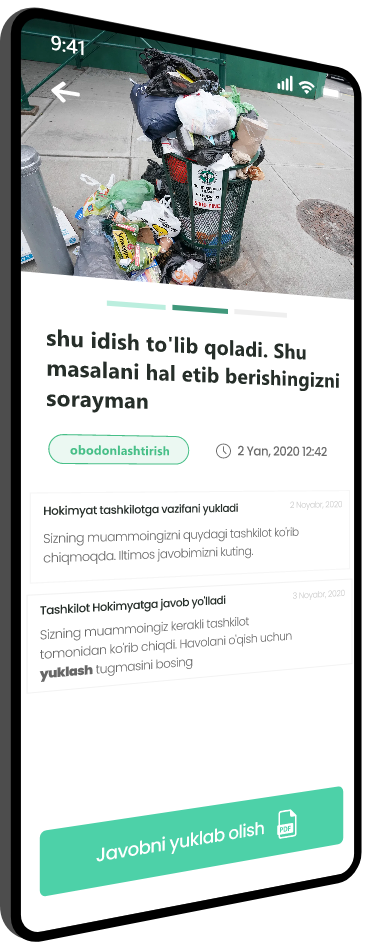 9:41
shu idish to'lib qoladi. Shu
masalani hal etib berishingizni
sorayman
obodonlashtirish
2 Yan, 2020 12:42
Hokimyat tashkilotga vazifani yukladi
2 Noyabr, 2020
Sizning muammoingizni quydagi tashkilot ko'rib
chiqmoqda. Iltimos javobimizni kuting.
Tashkilot Hokimyatga javob yo'lladi
3 Noyabr, 2020
Sizning muammoingiz kerakli tashkilot
tomonidan ko'rib chiqdi. Havolani o'qish uchun
yuklash tugmasini bosing
Javobni yuklab olish
PDF